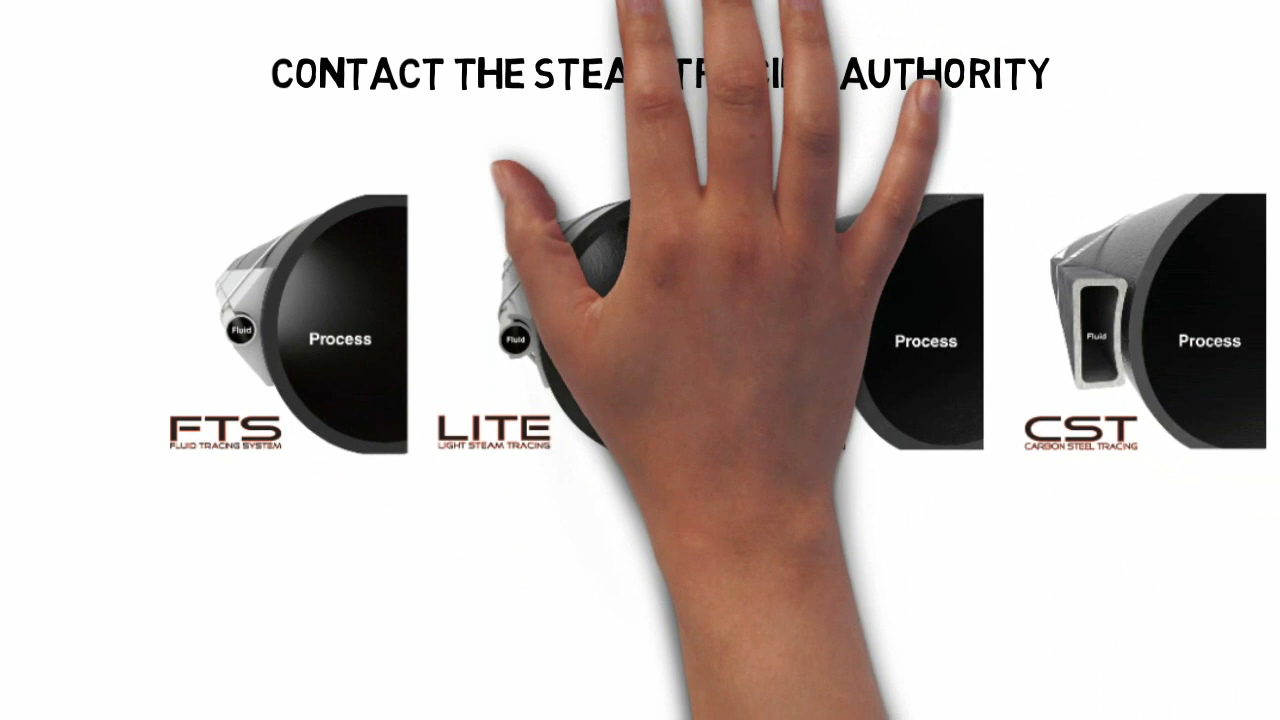 CONTACT THE AUTHORITY
Fluid
Process
FTS
FLUID TRACING SYSTEM
Fluid
LITE
LIGHT STEAM TRACING
Process
Fluid
Process
CST
CARBON STEEL TRACING